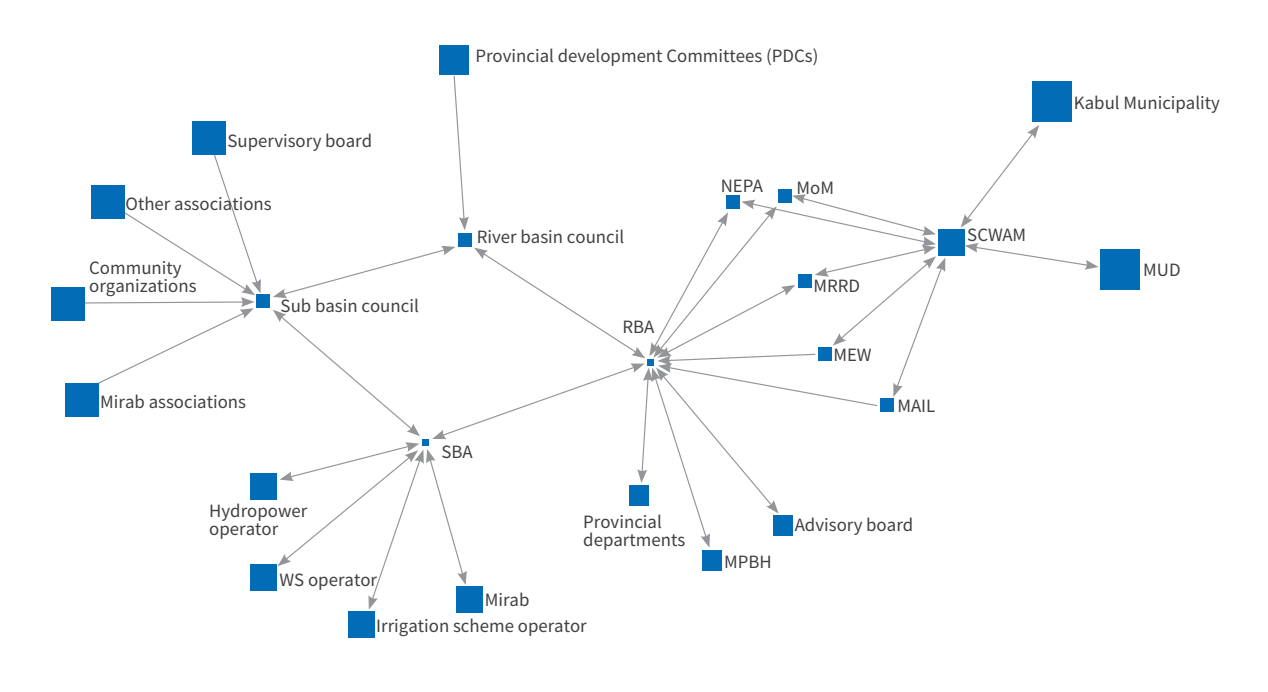 Provincial development Committees (PDCs)
Kabul Municipality
Supervisory board
NEPA
MoM
Other associations
River basin council
SCWAM
Community
organizations
MUD
MRRD
Sub basin council
RBA
MEW
Mirab associations
MAIL
SBA
Hydropower
operator
Provincial
departments
Advisory board
MPBH
WS operator
Mirab
Irrigation scheme operator